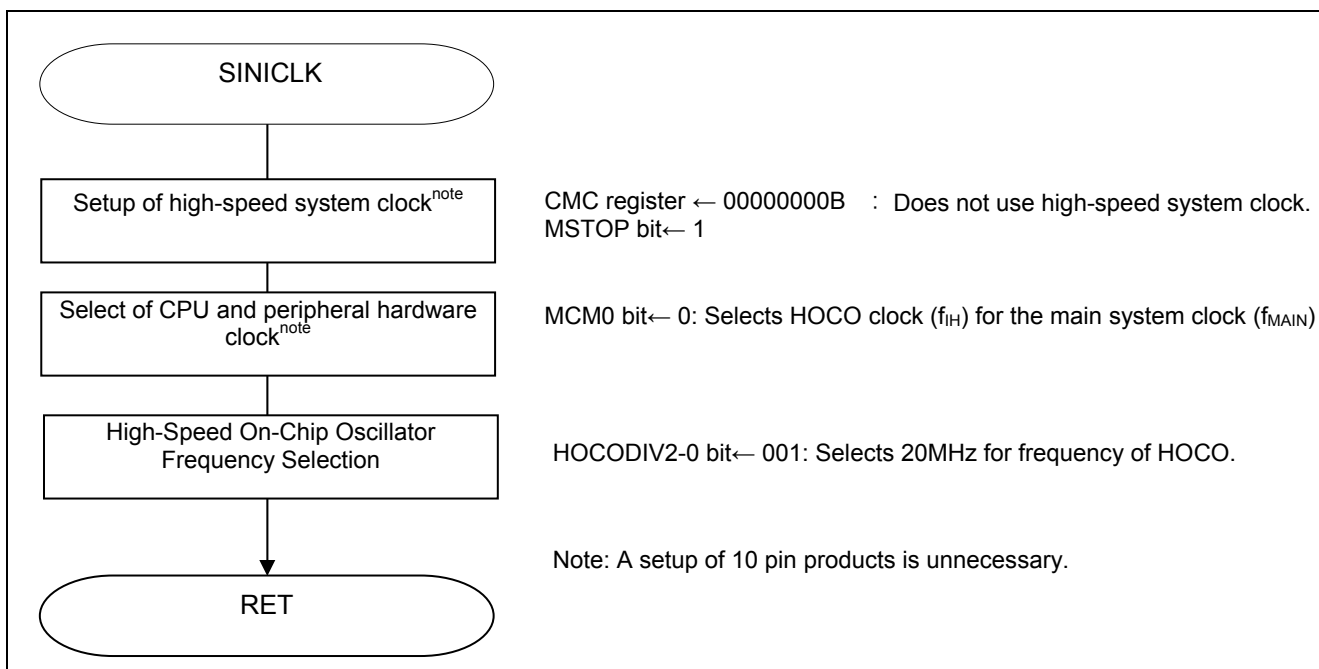 SINICLK
Setup of high-speed system clocknote
CMC register ← 00000000B : Does not use high-speed system clock.
MSTOP bit← 1
Select of CPU and peripheral hardware
clocknote
MCM0 bit← 0: Selects HOCO clock (fIH) for the main system clock (fMAIN)
High-Speed On-Chip Oscillator
Frequency Selection
HOCODIV2-0 bit← 001: Selects 20MHz for frequency of HOCO.
Note: A setup of 10 pin products is unnecessary.
RET